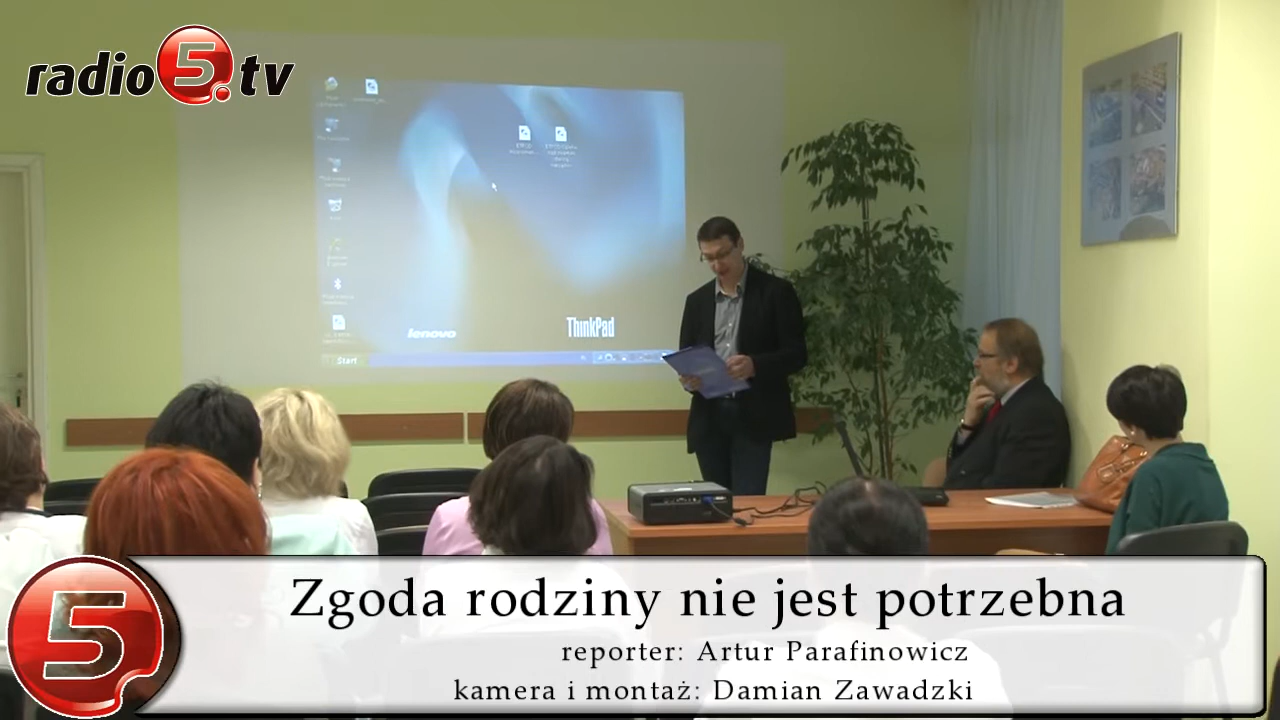 radio5.tv
lenovo
ThinkPad
Start
5
Zgoda rodziny nie jest potrzebna
reporter: Artur Parafinowicz
kamera i montaż: Damian Zawadzki